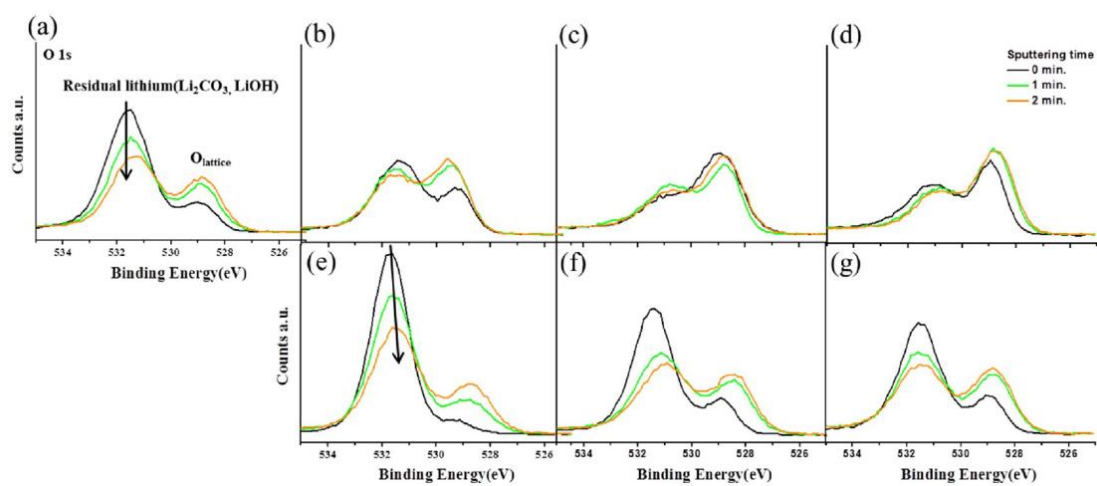 (a)
(b)
(c)
(d)
O 1s
Residual lithium(Li₂CO₃, LiOH)
O lattice
Sputtering time
0 min.
1 min.
2 min.
Counts a.u.
534 532 530 528 526
Binding Energy(eV)
(e)
(f)
(g)
Counts a.u.
534 532 530 528 526
534 532 530 528 526
534 532 530 528 526
Binding Energy(eV)
Binding Energy(eV)
Binding Energy(eV)